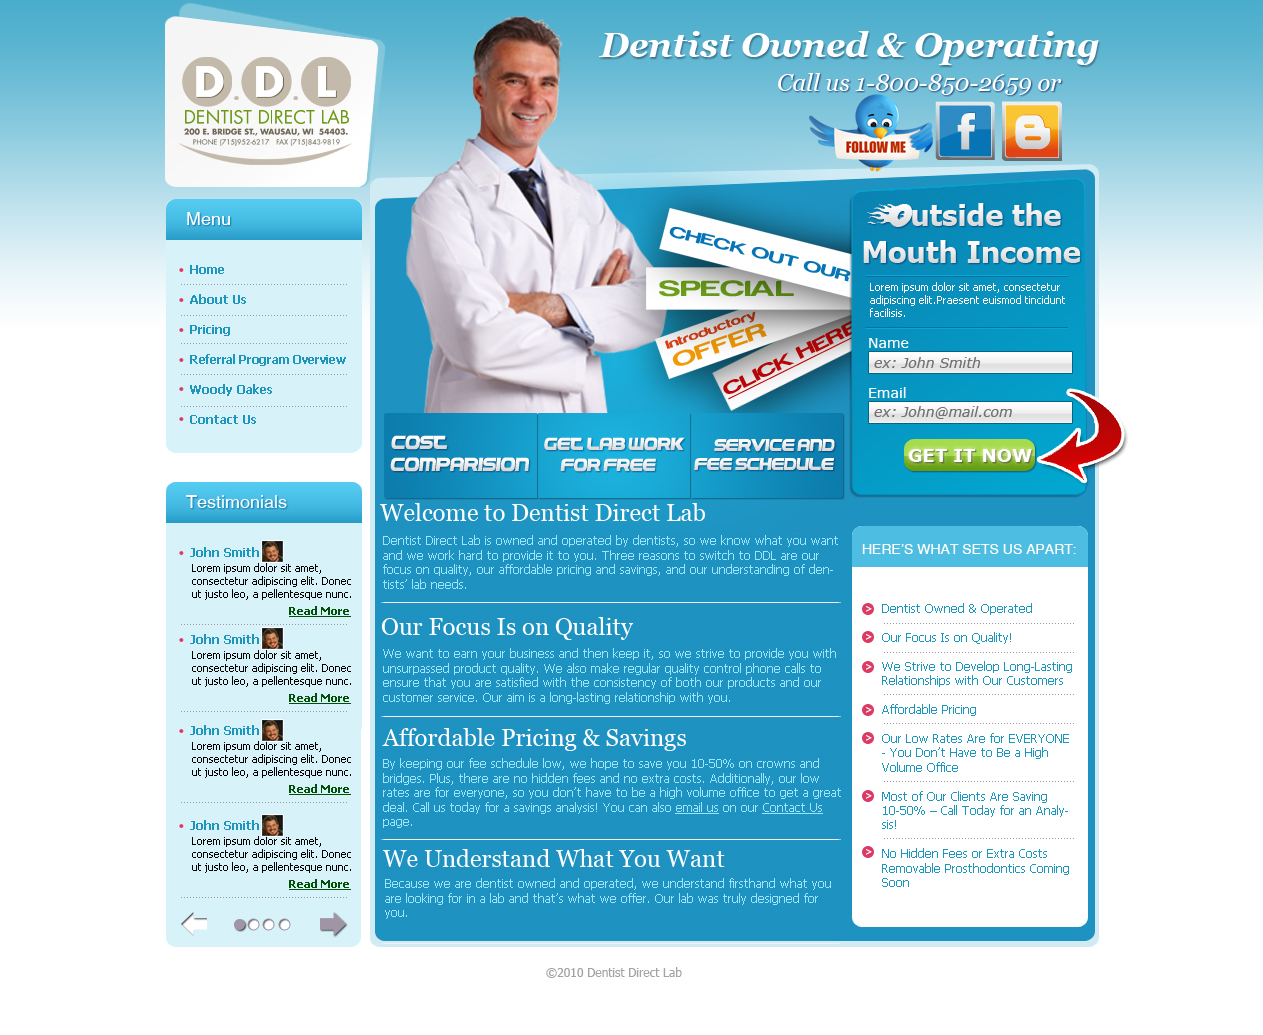 D.D.L
DENTIST DIRECT LAB
200 E. BRIDGE ST., WAUSAU, WI 54403.
PHONE (715)952-6217 FAX (715)843-9819
Dentist Owned & Operating
Call us 1-800-850-2659 or
FOLLOW ME
f
B
Menu
Home
About Us
Pricing
Referral Program Overview
Woody Oakes
Contact Us
Testimonials
John Smith
Lorem ipsum dolor sit amet,
consectetur adipiscing elit. Donec
ut justo leo, a pellentesque nunc.
Read More
John Smith
Lorem ipsum dolor sit amet,
consectetur adipiscing elit. Donec
ut justo leo, a pellentesque nunc.
Read More
John Smith
Lorem ipsum dolor sit amet,
consectetur adipiscing elit. Donec
ut justo leo, a pellentesque nunc.
Read More
John Smith
Lorem ipsum dolor sit amet,
consectetur adipiscing elit. Donec
ut justo leo, a pellentesque nunc.
Read More
CHECK OUT OUR
SPECIAL
Introductory
OFFER
CLICK HERE
COST
COMPARISION
GET LAB WORK
FOR FREE
SERVICE AND
FEE SCHEDULE
Welcome to Dentist Direct Lab
Dentist Direct Lab is owned and operated by dentists, so we know what you want
and we work hard to provide it to you. Three reasons to switch to DDL are our
focus on quality, our affordable pricing and savings, and our understanding of den-
tists' lab needs.
Our Focus Is on Quality
We want to earn your business and then keep it, so we strive to provide you with
unsurpassed product quality. We also make regular quality control phone calls to
ensure that you are satisfied with the consistency of both our products and our
customer service. Our aim is a long-lasting relationship with you.
Affordable Pricing & Savings
By keeping our fee schedule low, we hope to save you 10-50% on crowns and
bridges. Plus, there are no hidden fees and no extra costs. Additionally, our low
rates are for everyone, so you don't have to be a high volume office to get a great
deal. Call us today for a savings analysis! You can also email us on our Contact Us
page.
We Understand What You Want
Because we are dentist owned and operated, we understand firsthand what you
are looking for in a lab and that's what we offer. Our lab was truly designed for
you.
Outside the
Mouth Income
Lorem ipsum dolor sit amet, consectetur
adipiscing elit.Praesent euismod tincidunt
facilisis.
Name
ex: John Smith
Email
ex: John@mail.com
GET IT NOW
HERE'S WHAT SETS US APART:
Dentist Owned & Operated
Our Focus Is on Quality!
We Strive to Develop Long-Lasting
Relationships with Our Customers
Affordable Pricing
Our Low Rates Are for EVERYONE
- You Don't Have to Be a High
Volume Office
Most of Our Clients Are Saving
10-50% – Call Today for an Analy-
sis!
No Hidden Fees or Extra Costs
Removable Prosthodontics Coming
Soon
©2010 Dentist Direct Lab